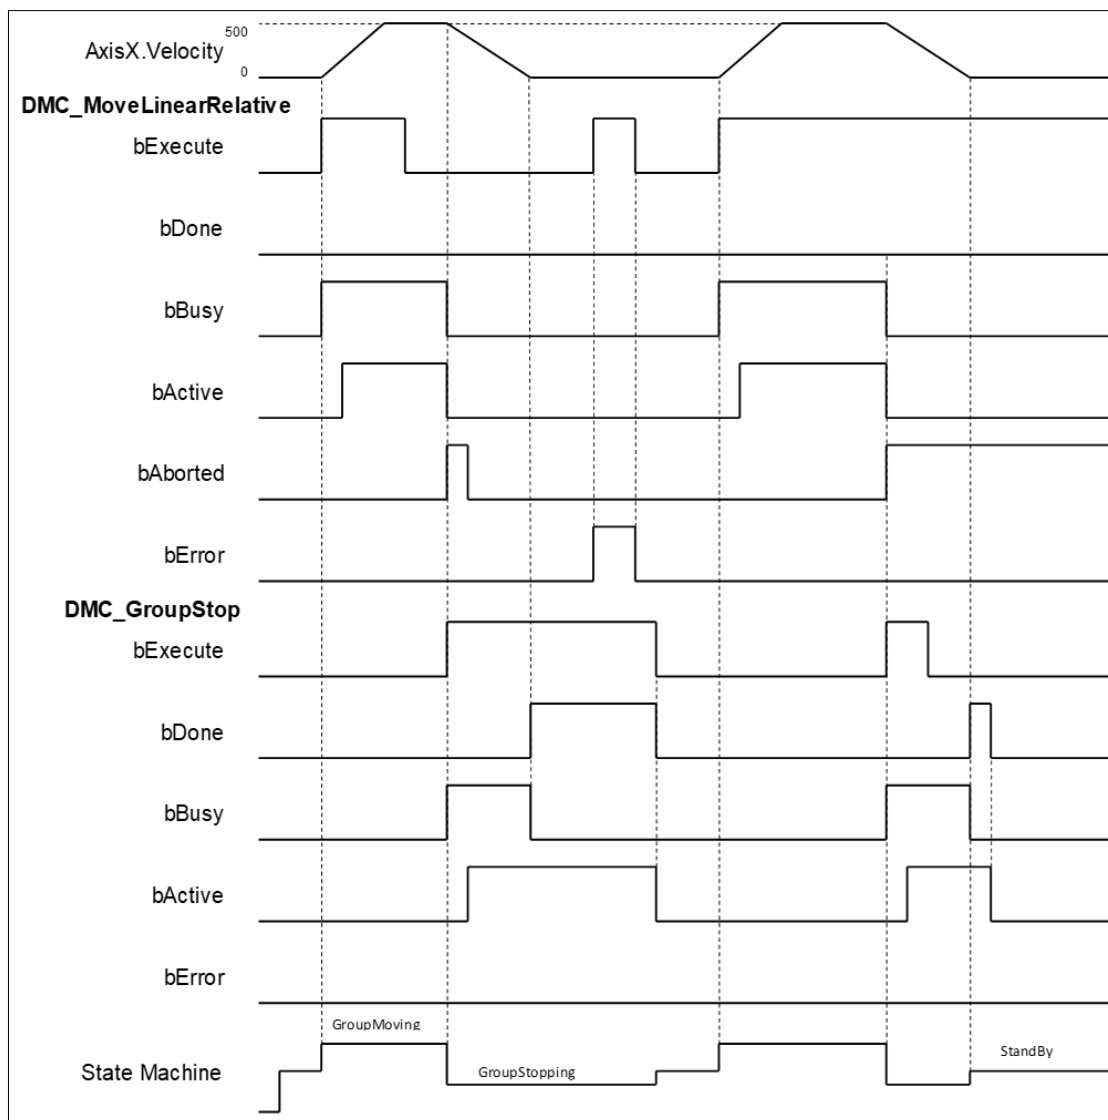 500
AxisX.Velocity
0
DMC_MoveLinearRelative
bExecute
bDone
bBusy
bActive
bAborted
bError
DMC_GroupStop
bExecute
bDone
bBusy
bActive
bError
GroupMoving
StandBy
State Machine
GroupStopping